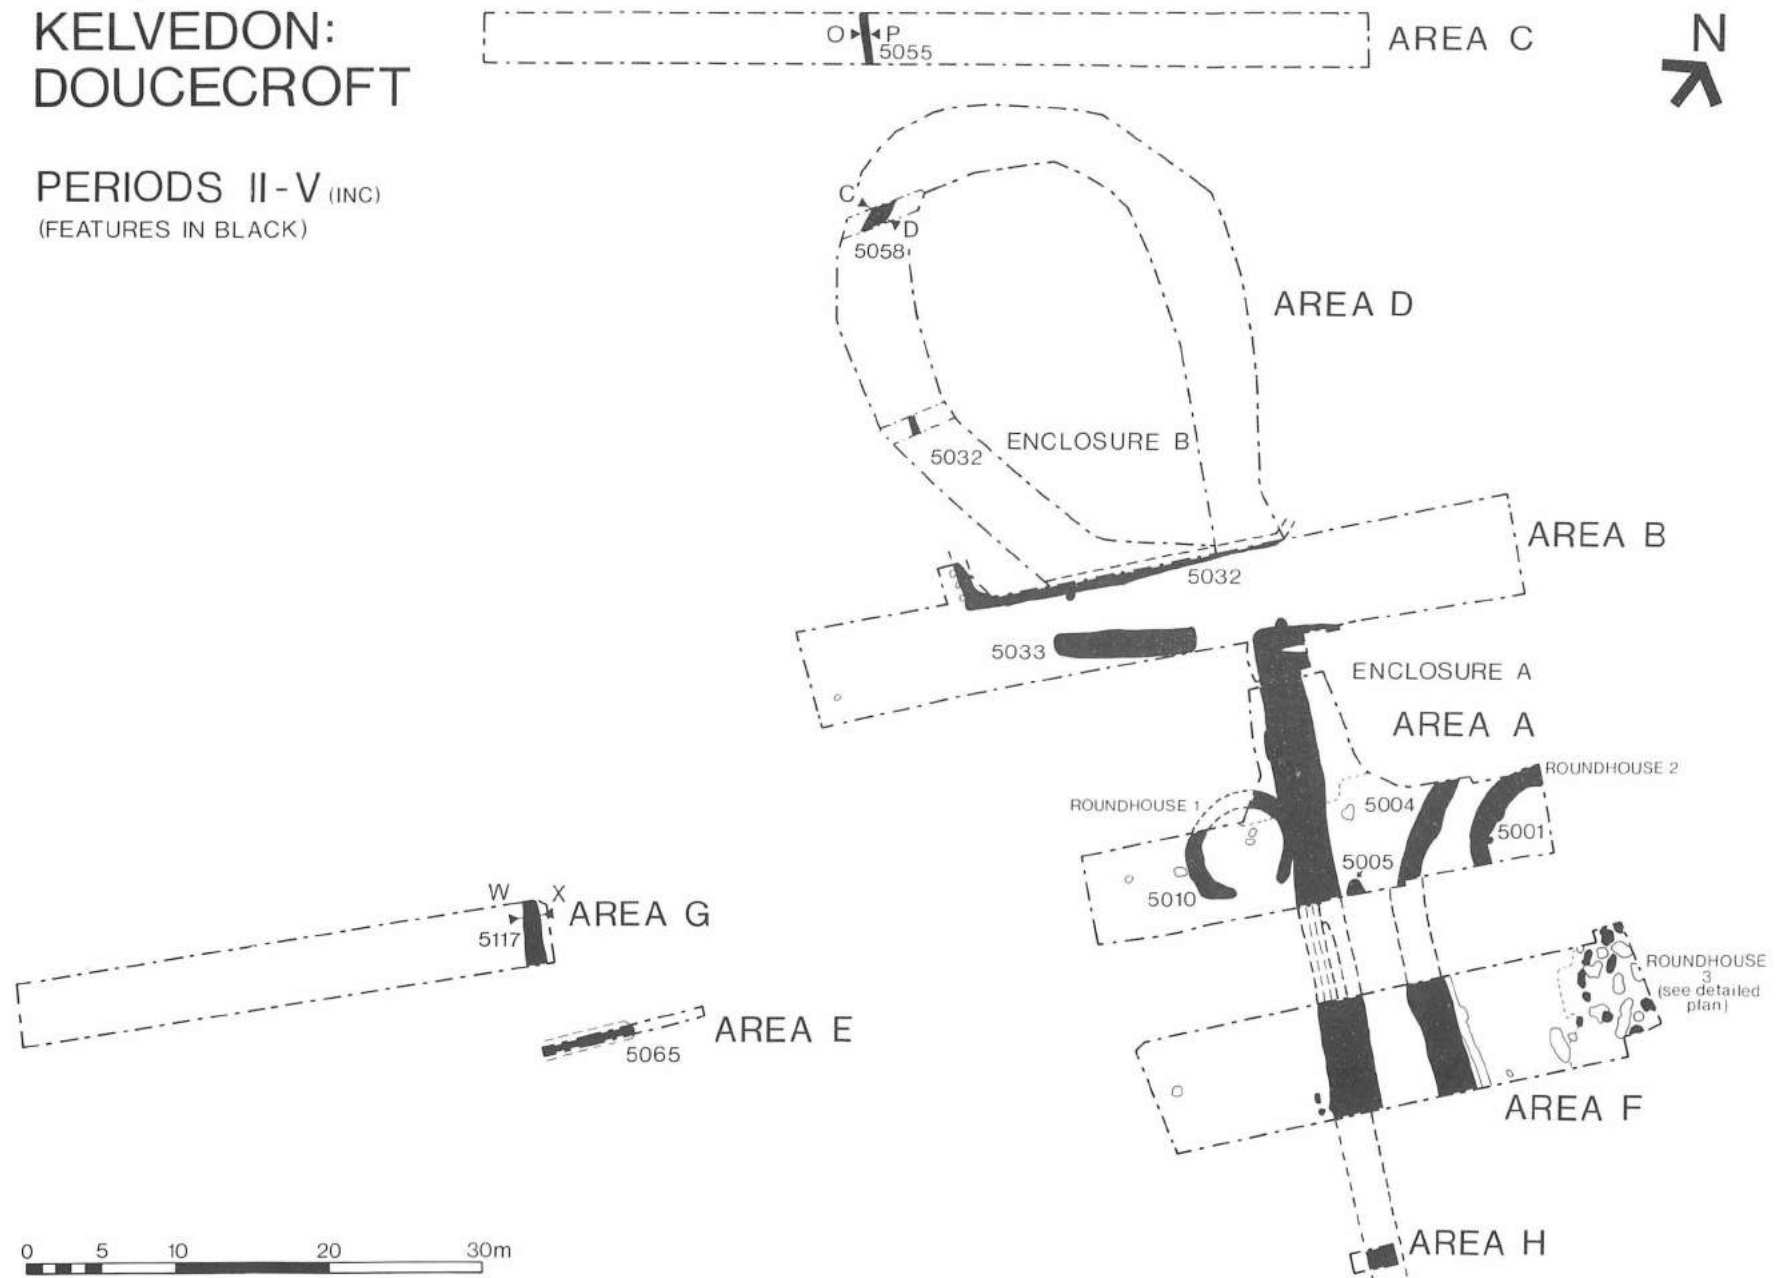 KELVEDON:
DOUCECROFT
PERIODS II-V (INC)
(FEATURES IN BLACK)
O P
5055
AREA C
N
C
D
5058
AREA D
ENCLOSURE B
5032
AREA B
5032
5033
ENCLOSURE A
AREA A
ROUNDHOUSE 2
ROUNDHOUSE 1
5004
5001
5005
5010
W X
AREA G
5117
ROUNDHOUSE
3
(see detailed
plan)
AREA E
5065
AREA F
AREA H
0 5 10 20 30m